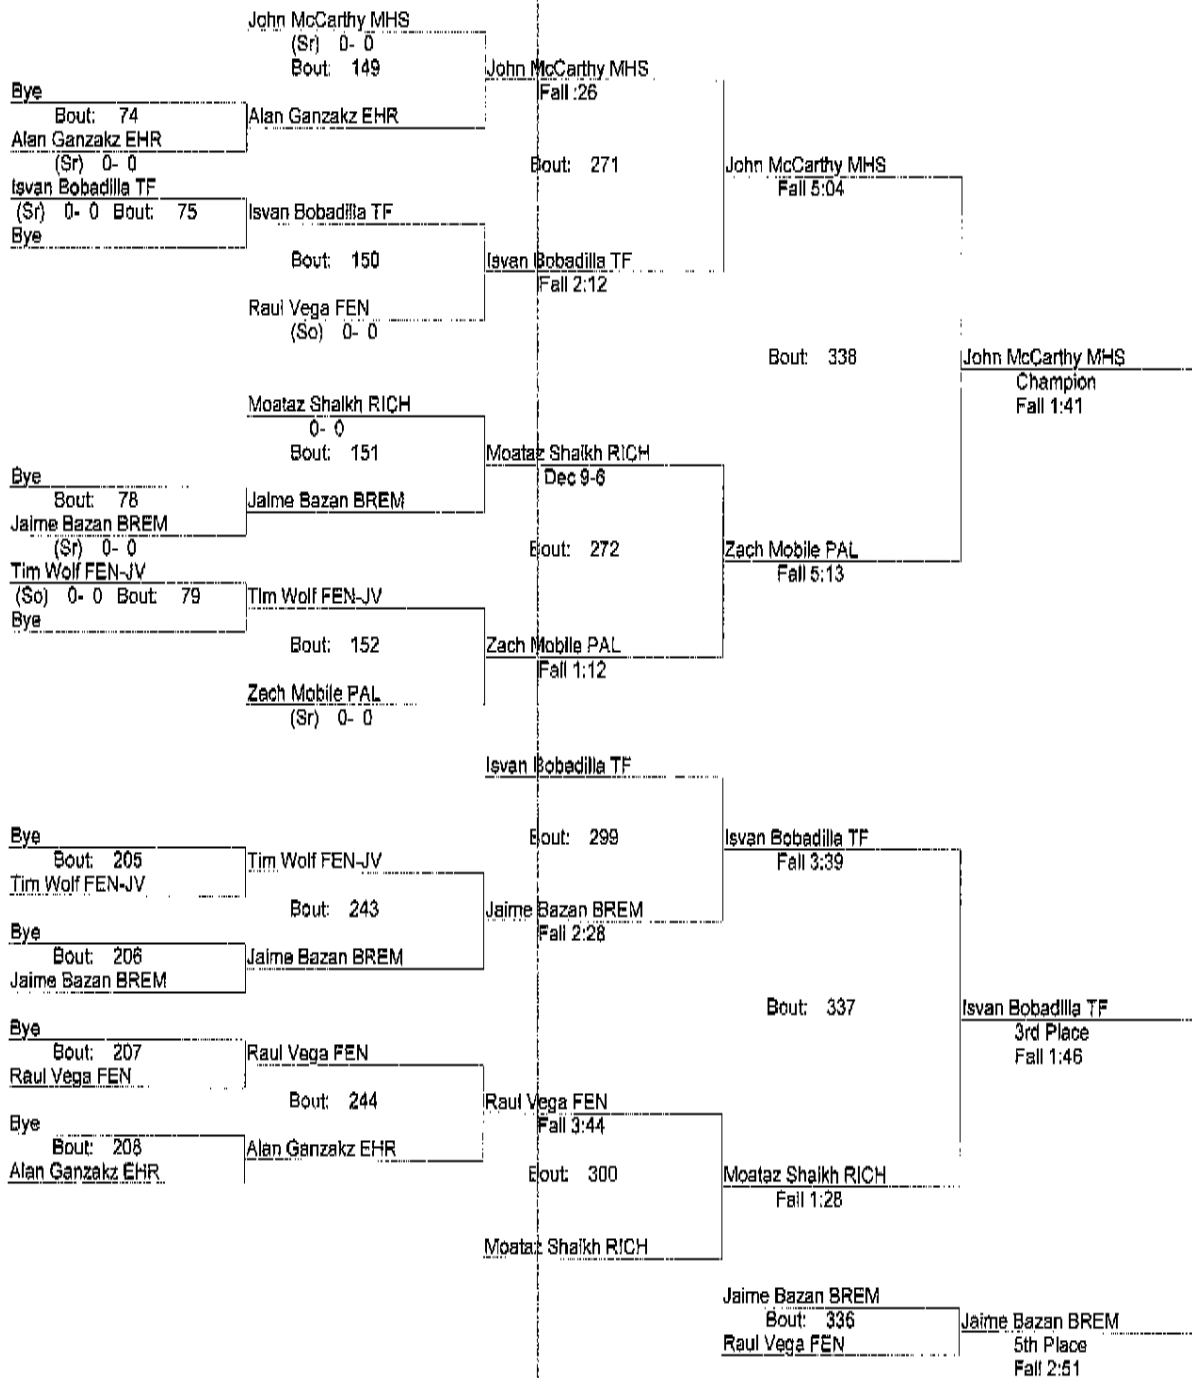 John McCarthy MHS
(Sr) 0- 0
Bout: 149
John McCarthy MHS
Fall :26
Bye
Bout: 74
Alan Ganzakz EHR
Alan Ganzakz EHR
(Sr) 0- 0
Bout: 271
John McCarthy MHS
Fall 5:04
Isvan Bobadilla TF
(Sr) 0- 0 Bout: 75
Isvan Bobadilla TF
Bye
Bout: 150
Isvan Bobadilla TF
Fall 2:12
Raul Vega FEN
(So) 0- 0
Bout: 338
John McCarthy MHS
Champion
Fall 1:41
Moataz Shaikh RICH
0- 0
Bout: 151
Moataz Shaikh RICH
Dec 9-6
Bye
Bout: 78
Jaime Bazan BREM
Jaime Bazan BREM
(Sr) 0- 0
Bout: 272
Zach Mobile PAL
Fall 5:13
Tim Wolf FEN-JV
(So) 0- 0 Bout: 79
Tim Wolf FEN-JV
Bye
Bout: 152
Zach Mobile PAL
Fall 1:12
Zach Mobile PAL
(Sr) 0- 0
Isvan Bobadilla TF
Bout: 299
Isvan Bobadilla TF
Fall 3:39
Bye
Bout: 205
Tim Wolf FEN-JV
Tim Wolf FEN-JV
Bout: 243
Jaime Bazan BREM
Fall 2:28
Bye
Bout: 206
Jaime Bazan BREM
Jaime Bazan BREM
Bout: 337
Isvan Bobadilla TF
3rd Place
Fall 1:46
Bye
Bout: 207
Raul Vega FEN
Raul Vega FEN
Bout: 244
Raul Vega FEN
Fall 3:44
Bye
Bout: 208
Alan Ganzakz EHR
Alan Ganzakz EHR
Bout: 300
Moataz Shaikh RICH
Fall 1:28
Moataz Shaikh RICH
Jaime Bazan BREM
Bout: 336
Raul Vega FEN
Jaime Bazan BREM
5th Place
Fall 2:51